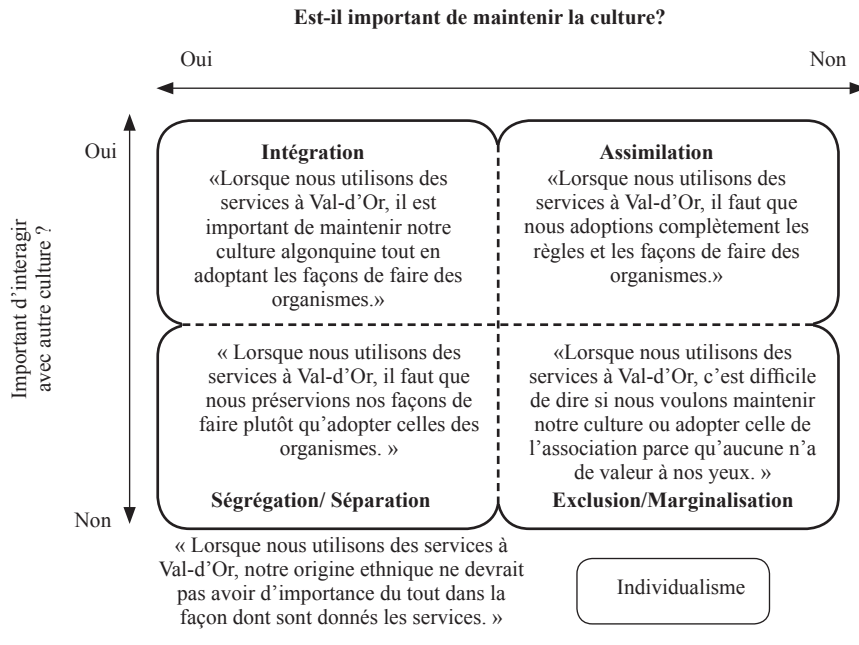 Est-il important de maintenir la culture?
Oui
Non
Important d’interagir
avec autre culture ?
Oui
Intégration
«Lorsque nous utilisons des
services à Val-d’Or, il est
important de maintenir notre
culture algonquine tout en
adoptant les façons de faire des
organismes.»
Assimilation
«Lorsque nous utilisons des
services à Val-d’Or, il faut que
nous adoptions complètement les
règles et les façons de faire des
organismes.»
« Lorsque nous utilisons des
services à Val-d’Or, il faut que
nous préservions nos façons de
faire plutôt qu’adopter celles des
organismes. »
Ségrégation/ Séparation
«Lorsque nous utilisons des
services à Val-d’Or, c’est difficile
de dire si nous voulons maintenir
notre culture ou adopter celle de
l’association parce qu’aucune n’a
de valeur à nos yeux. »
Exclusion/Marginalisation
Non
« Lorsque nous utilisons des services à
Val-d’Or, notre origine ethnique ne devrait
pas avoir d’importance du tout dans la
façon dont sont donnés les services. »
Individualisme